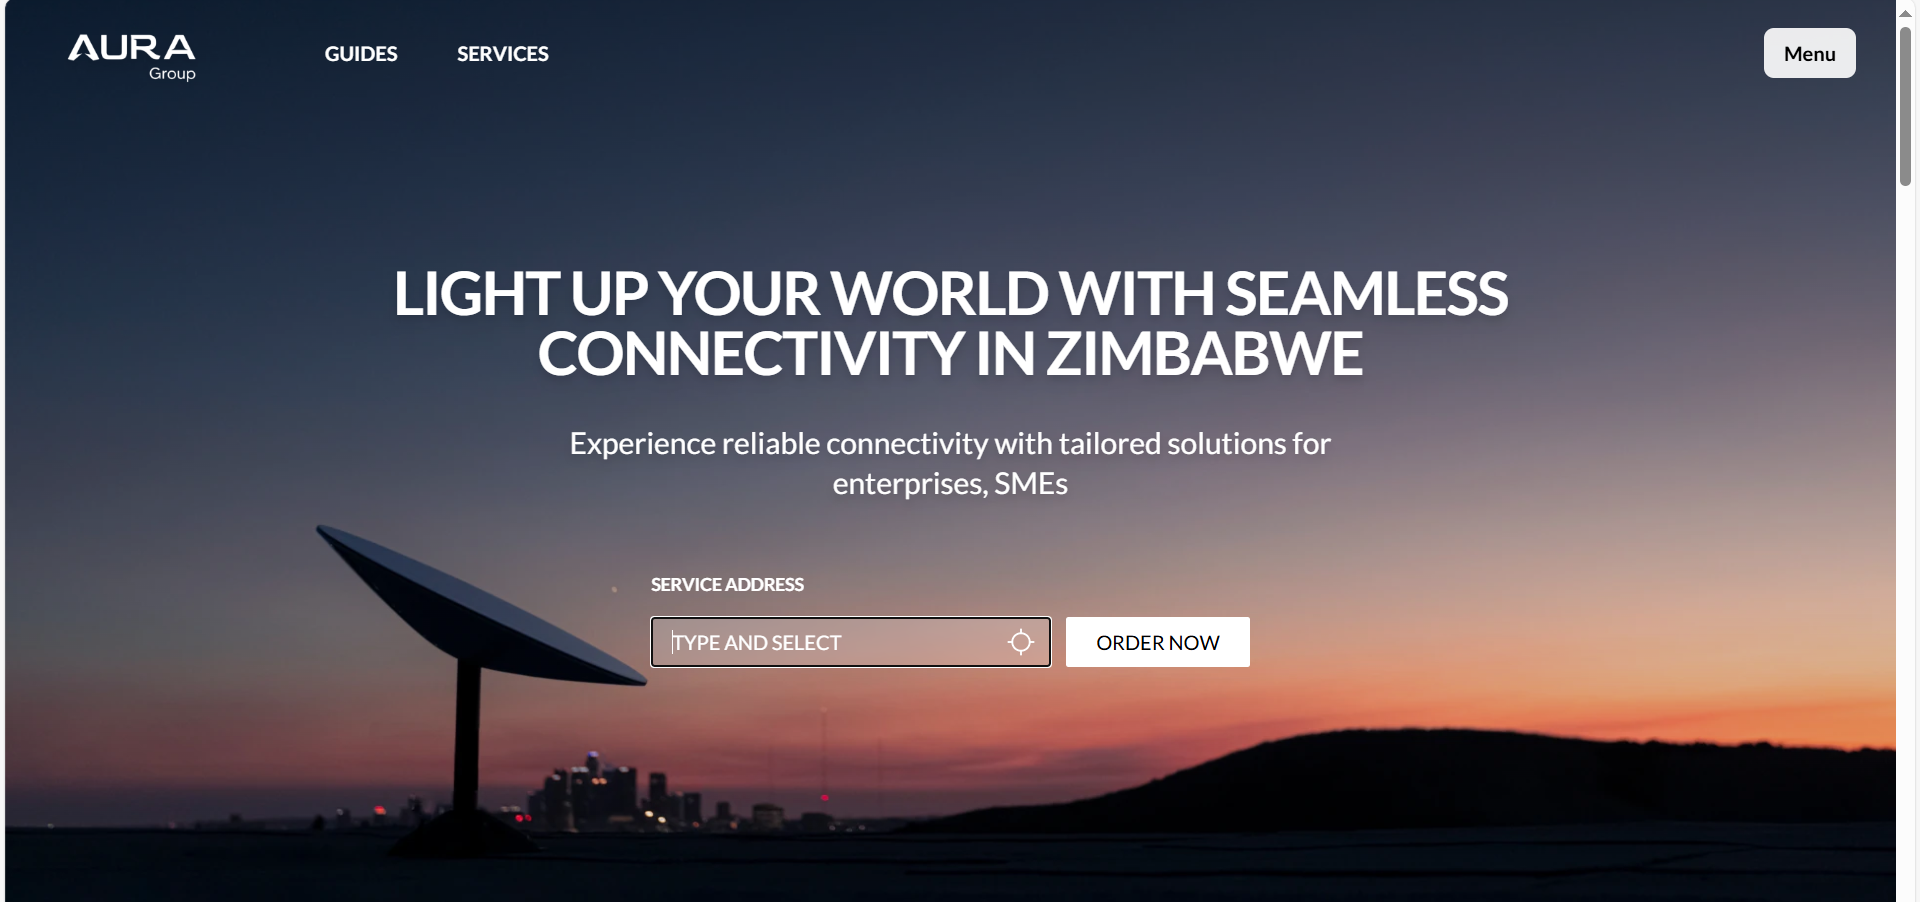 AURA
Group
GUIDES
SERVICES
Menu
LIGHT UP YOUR WORLD WITH SEAMLESS
CONNECTIVITY IN ZIMBABWE
Experience reliable connectivity with tailored solutions for
enterprises, SMEs
SERVICE ADDRESS
TYPE AND SELECT
ORDER NOW